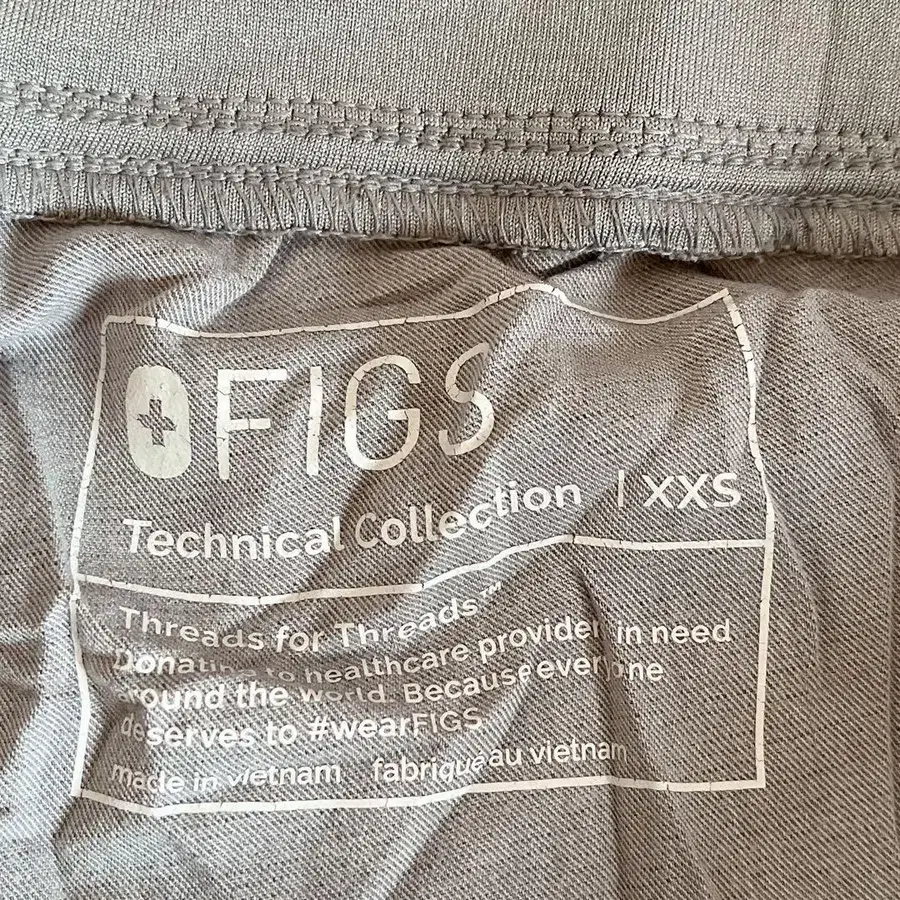 FIGS
Technical Collection | XXS
Threads for Threads™
Donating to healthcare provider in need
around the world. Because everyone
deserves to #wearFIGS
made in vietnam fabriqué au vietnam